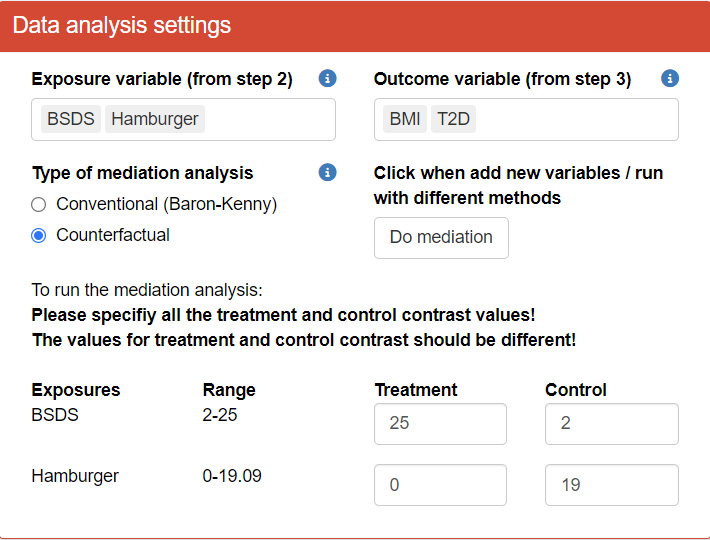 Data analysis settings
Exposure variable (from step 2)
Outcome variable (from step 3)
BSDS Hamburger
BMI T2D
Type of mediation analysis
Click when add new variables / run
with different methods
Conventional (Baron-Kenny)
Counterfactual
Do mediation
To run the mediation analysis:
Please specifiy all the treatment and control contrast values!
The values for treatment and control contrast should be different!
Exposures Range Treatment Control
BSDS 2-25 25 2
Hamburger 0-19.09 0 19